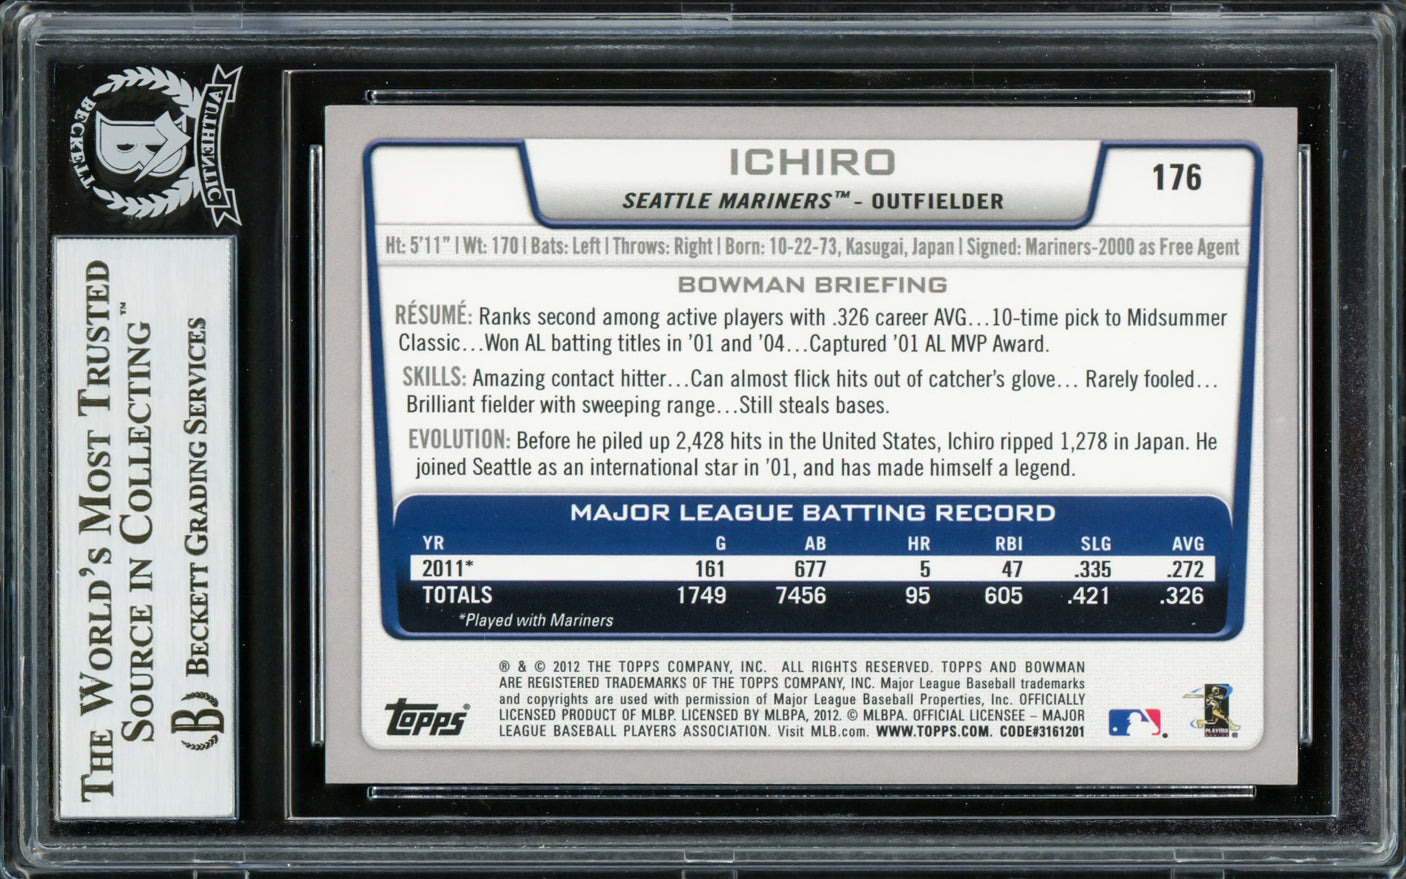 BECKETT
B
AUTHENTIC
THE WORLD'S MOST TRUSTED
SOURCE IN COLLECTING™
B BECKETT GRADING SERVICES
ICHIRO
176
SEATTLE MARINERS™ - OUTFIELDER
Ht: 5'11" | Wt: 170 | Bats: Left | Throws: Right | Born: 10-22-73, Kasugai, Japan | Signed: Mariners-2000 as Free Agent
BOWMAN BRIEFING
RÉSUMÉ: Ranks second among active players with .326 career AVG...10-time pick to Midsummer
Classic...Won AL batting titles in '01 and '04...Captured '01 AL MVP Award.
SKILLS: Amazing contact hitter...Can almost flick hits out of catcher's glove... Rarely fooled...
Brilliant fielder with sweeping range...Still steals bases.
EVOLUTION: Before he piled up 2,428 hits in the United States, Ichiro ripped 1,278 in Japan. He
joined Seattle as an international star in '01, and has made himself a legend.
MAJOR LEAGUE BATTING RECORD
YR G AB HR RBI SLG AVG
2011* 161 677 5 47 .335 .272
TOTALS 1749 7456 95 605 .421 .326
*Played with Mariners
® & © 2012 THE TOPPS COMPANY, INC. ALL RIGHTS RESERVED. TOPPS AND BOWMAN
ARE REGISTERED TRADEMARKS OF THE TOPPS COMPANY, INC. Major League Baseball trademarks
and copyrights are used with permission of Major League Baseball Properties, Inc. OFFICIALLY
LICENSED PRODUCT OF MLBP. LICENSED BY MLBPA, 2012. © MLBPA. OFFICIAL LICENSEE – MAJOR
LEAGUE BASEBALL PLAYERS ASSOCIATION. Visit MLB.com. WWW.TOPPS.COM. CODE#3161201
Topps®
PLAYERS